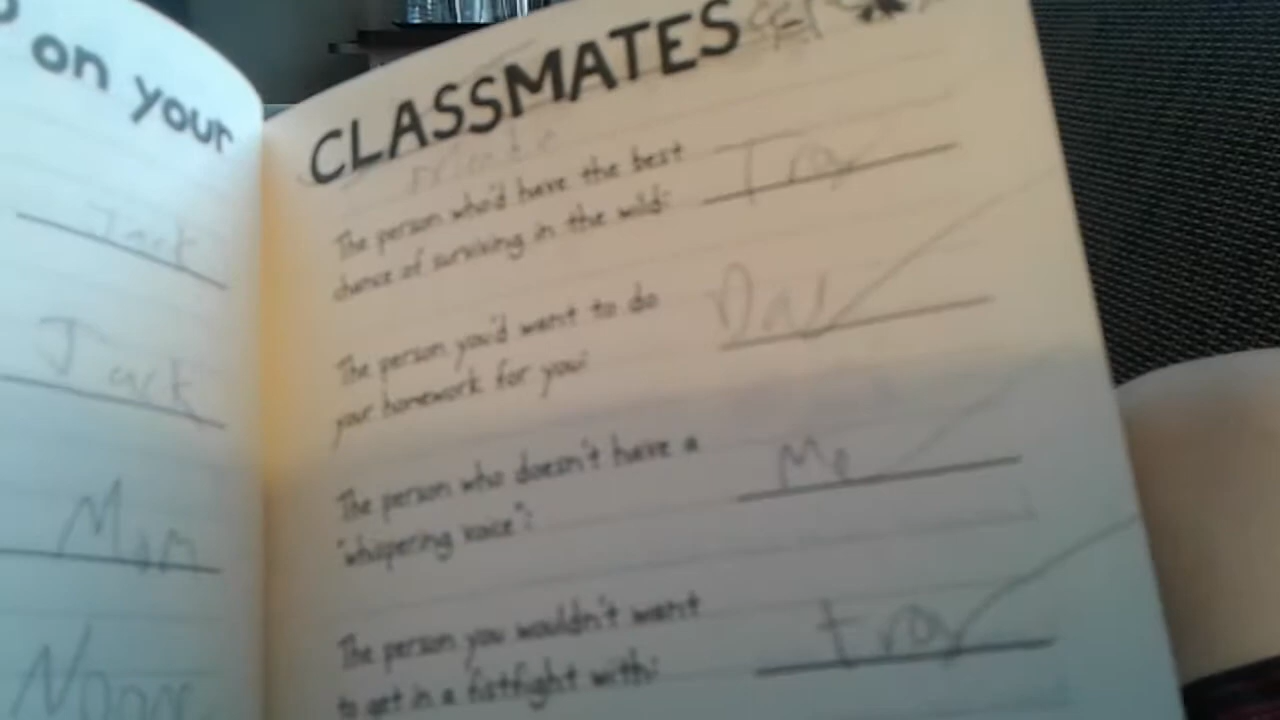 on your
Jack
Jack
Mom
CLASSMATES
The person who'd have the best
chance of surviving in the wild:
The person you'd want to do
your homework for you:
Dad
The person who doesn't have a
"whispering voice":
Me
The person you wouldn't want
to get in a fistfight with: